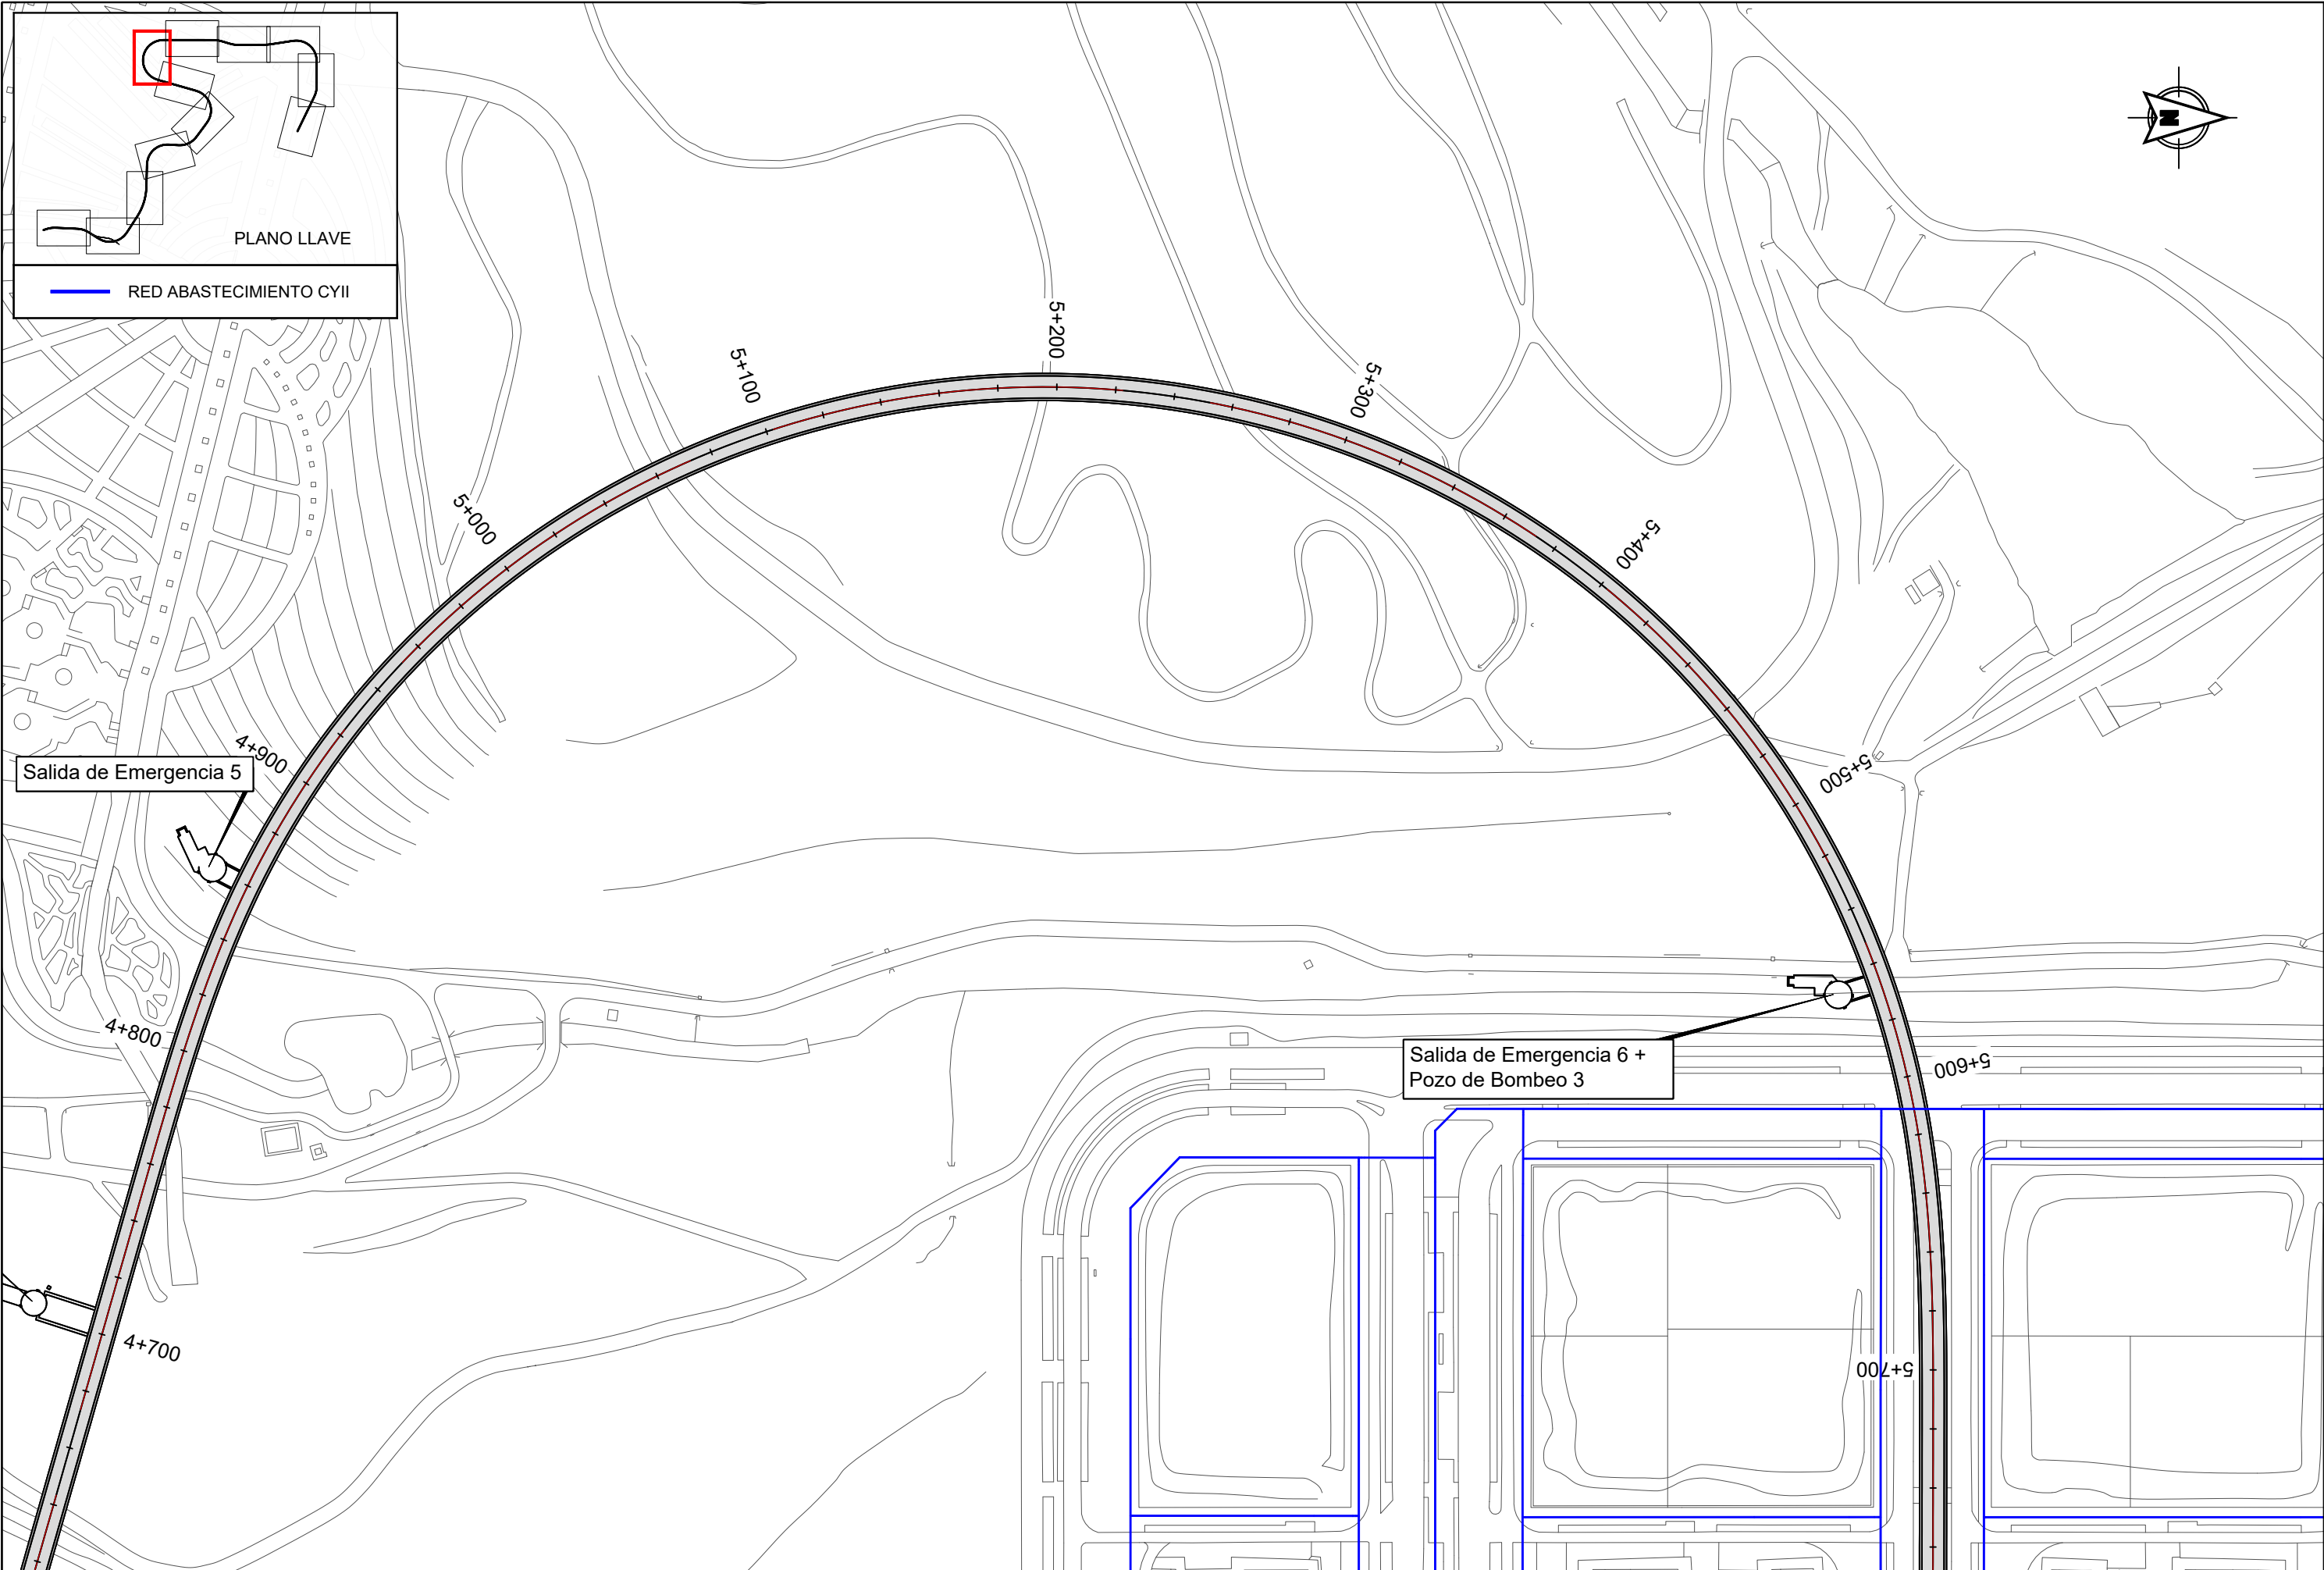 PLANO LLAVE
RED ABASTECIMIENTO CYII
N
5+200
5+100
5+300
5+000
5+400
4+900
Salida de Emergencia 5
5+500
4+800
Salida de Emergencia 6 +
Pozo de Bombeo 3
5+600
4+700
5+700